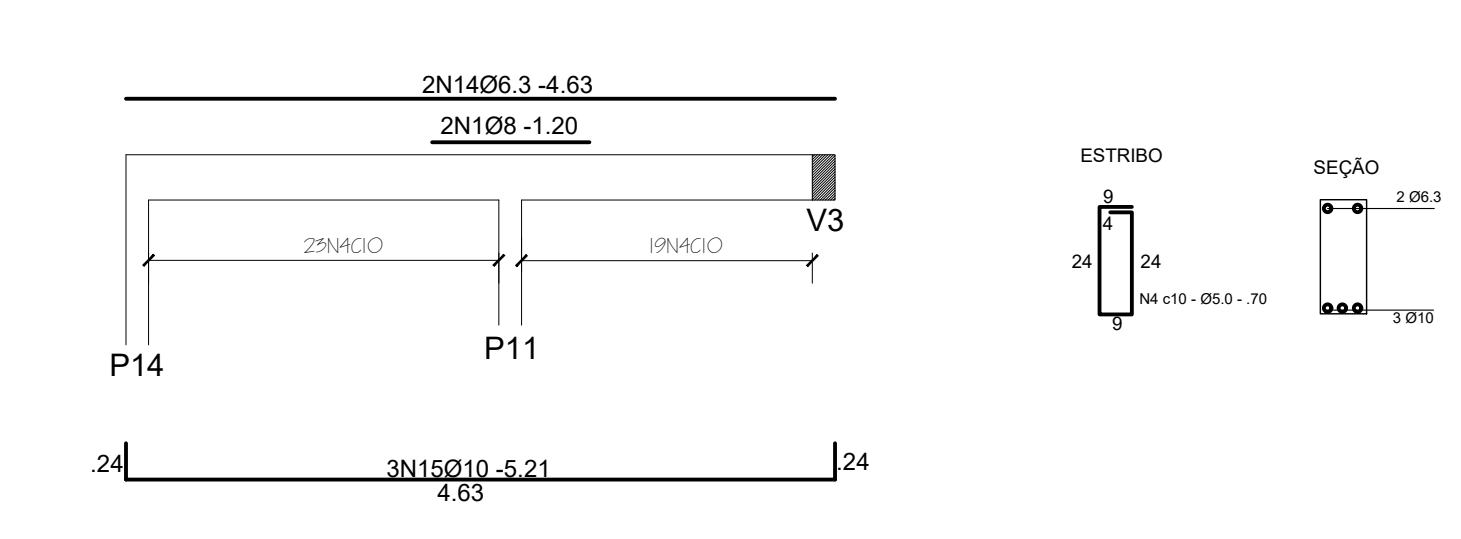 2N14Ø6.3 -4.63
2N1Ø8 -1.20
V3
23N4C10
19N4C10
P14
P11
.24
3N15Ø10 -5.21
.24
4.63
ESTRIBO
9
4
24
24
N4 c10 - Ø5.0 - .70
9
SEÇÃO
2 Ø6.3
3 Ø10